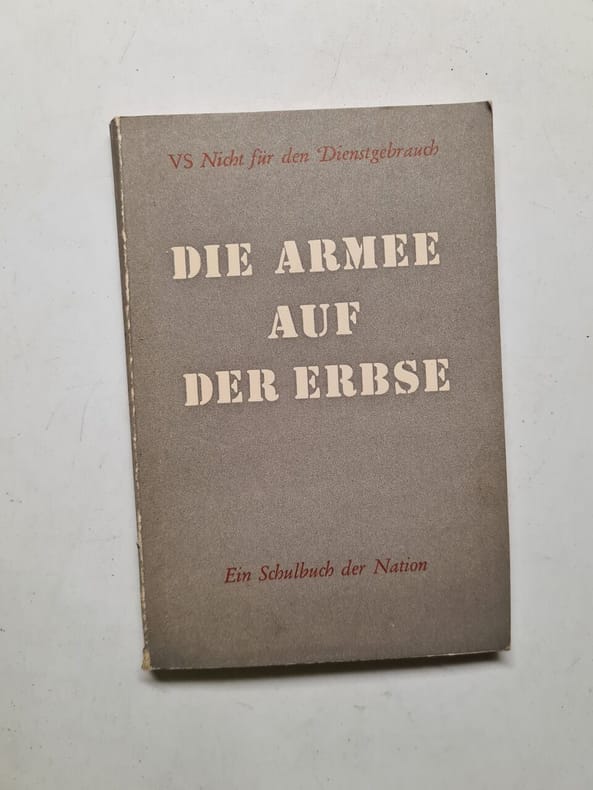 VS Nicht für den Dienstgebrauch
DIE ARMEE
AUF
DER ERBSE
Ein Schulbuch der Nation